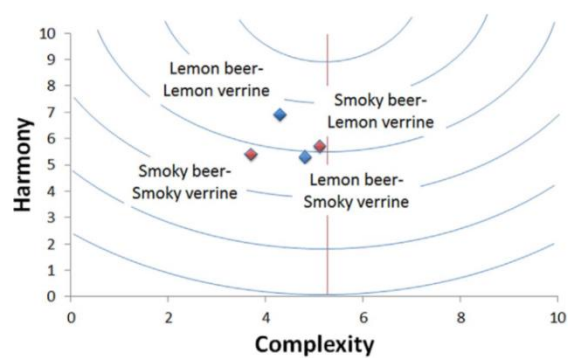 10
9
8
7
6
5
4
3
2
1
0
Harmony
Lemon beer-
Lemon verrine
Smoky beer-
Lemon verrine
Smoky beer-
Smoky verrine
Lemon beer-
Smoky verrine
0 2 4 6 8 10
Complexity